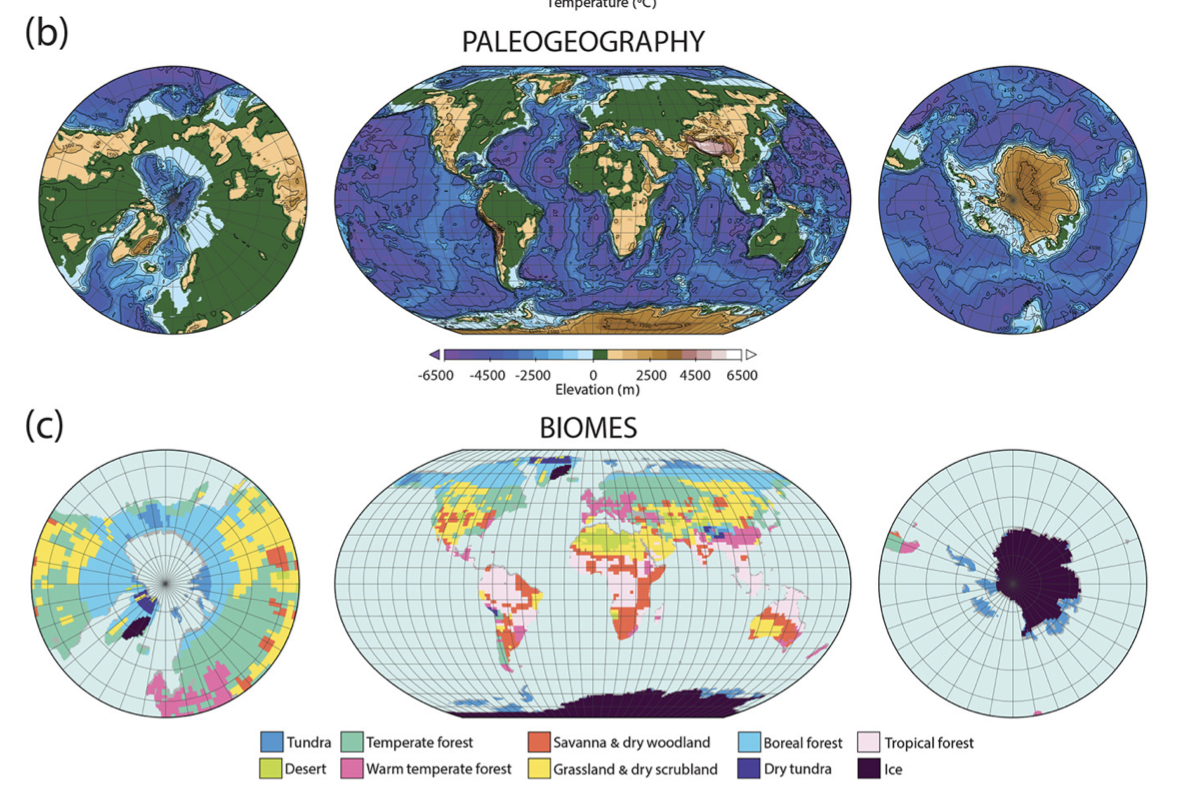 Temperature (°C)
(b)
PALEOGEOGRAPHY
-6500 -4500 -2500 0 2500 4500 6500
Elevation (m)
(c)
BIOMES
Tundra Temperate forest Savanna & dry woodland Boreal forest Tropical forest
Desert Warm temperate forest Grassland & dry scrubland Dry tundra Ice